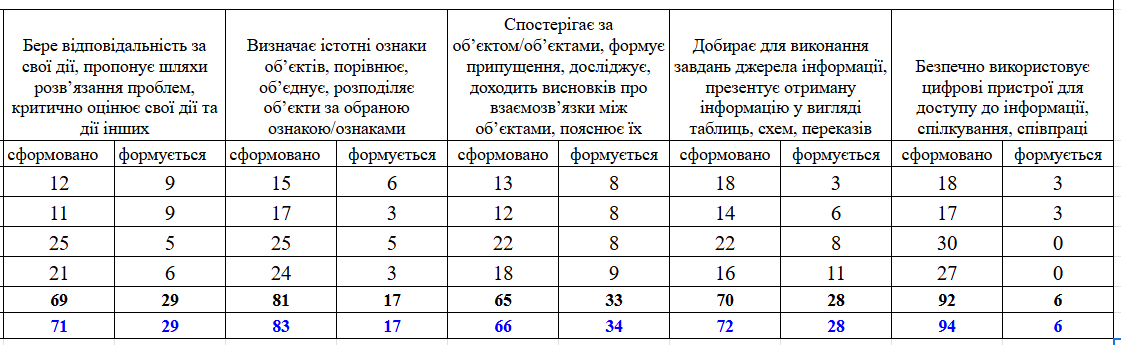 Бере відповідальність за
свої дії, пропонує шляхи
розв’язання проблем,
критично оцінює свої дії та
дії інших
Визначає істотні ознаки
об’єктів, порівнює,
об’єднує, розподіляє
об’єкти за обраною
ознакою/ознаками
Спостерігає за
об’єктом/об’єктами, формує
припущення, досліджує,
доходить висновків про
взаємозв’язки між
об’єктами, пояснює їх
Добирає для виконання
завдань джерела інформації,
презентує отриману
інформацію у вигляді
таблиць, схем, переказів
Безпечно використовує
цифрові пристрої для
доступу до інформації,
спілкування, співпраці
сформовано формується сформовано формується сформовано формується сформовано формується сформовано формується
12 9 15 6 13 8 18 3 18 3
11 9 17 3 12 8 14 6 17 3
25 5 25 5 22 8 22 8 30 0
21 6 24 3 18 9 16 11 27 0
69 29 81 17 65 33 70 28 92 6
71 29 83 17 66 34 72 28 94 6